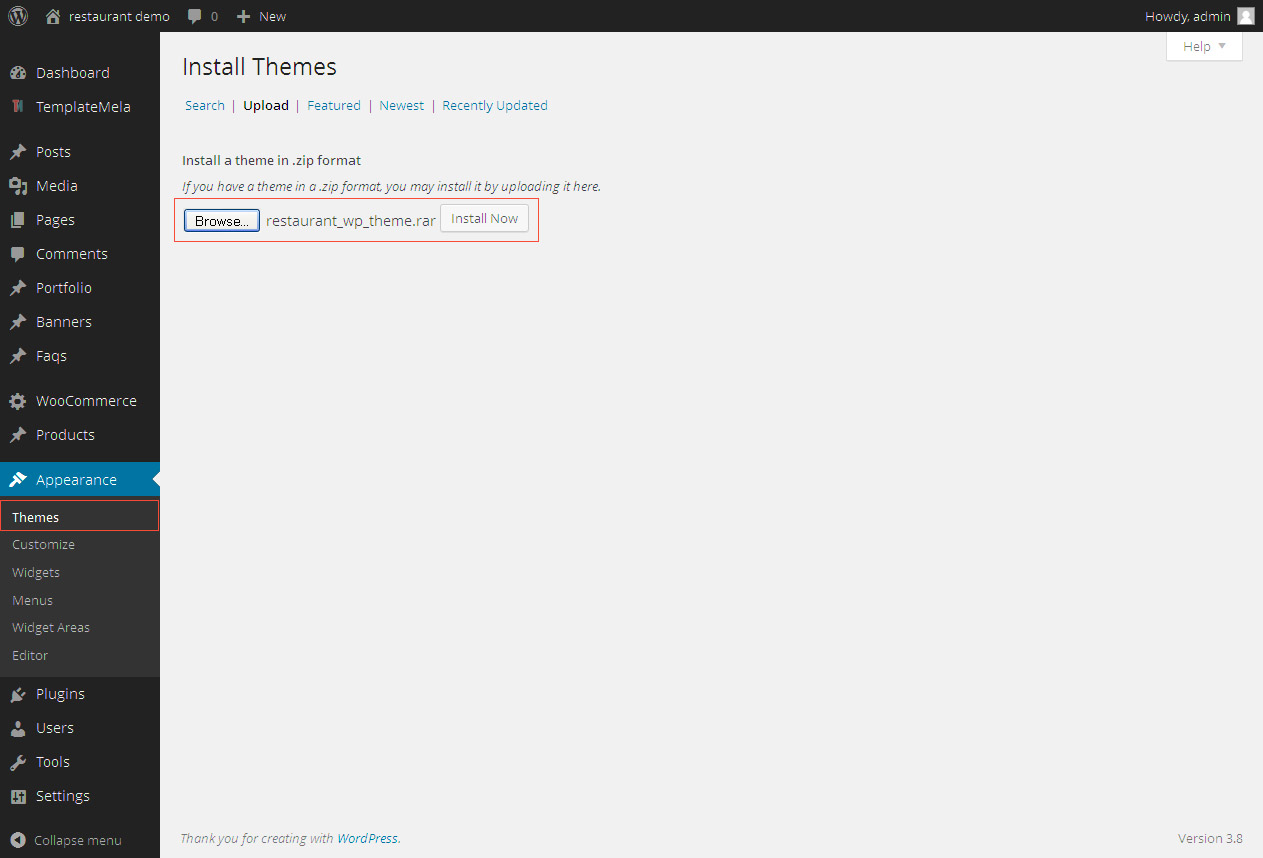 restaurant demo 0 New Howdy, admin
Help
Install Themes
Search | Upload | Featured | Newest | Recently Updated
Install a theme in .zip format
If you have a theme in a .zip format, you may install it by uploading it here.
Browse... restaurant_wp_theme.rar Install Now
Dashboard
TemplateMela
Posts
Media
Pages
Comments
Portfolio
Banners
Faqs
WooCommerce
Products
Appearance
Themes
Customize
Widgets
Menus
Widget Areas
Editor
Plugins
Users
Tools
Settings
Collapse menu
Thank you for creating with WordPress. Version 3.8